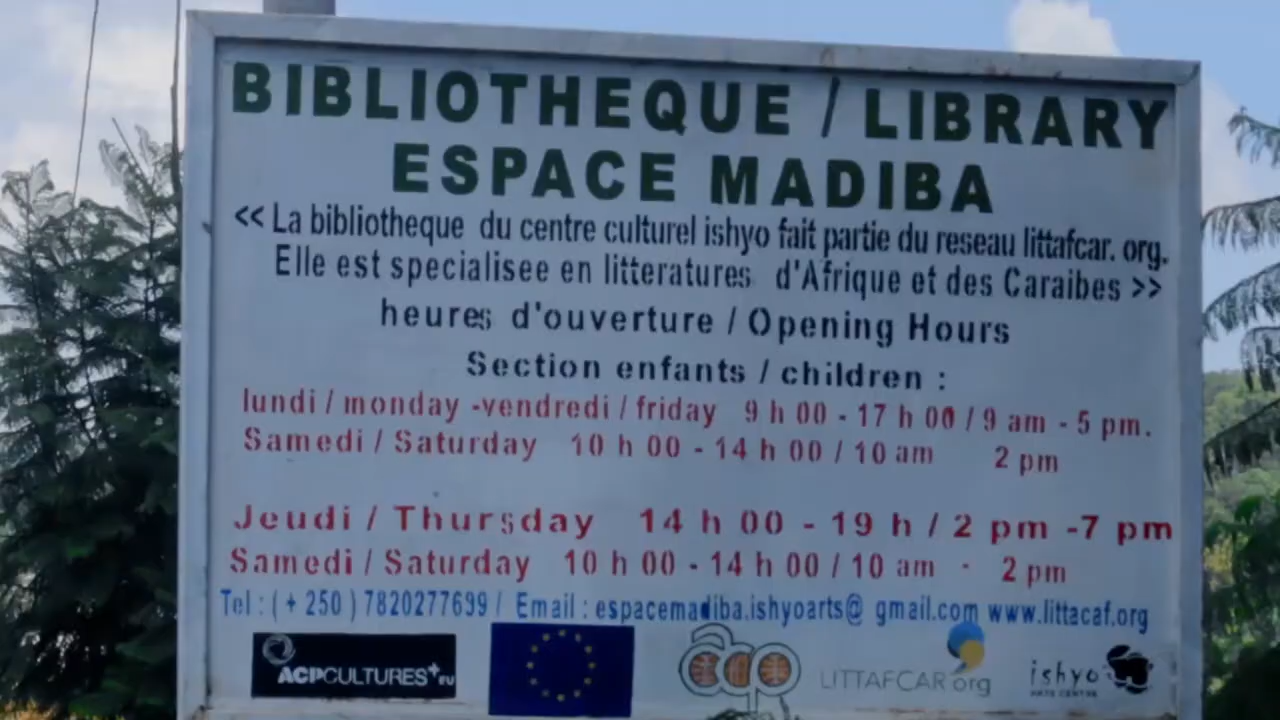 BIBLIOTHEQUE / LIBRARY
ESPACE MADIBA
<< La bibliotheque du centre culturel ishyo fait partie du reseau littafcar. org.
Elle est specialisee en litteratures d'Afrique et des Caraibes >>
heures d'ouverture / Opening Hours
Section enfants / children :
lundi / monday -vendredi / friday 9 h 00 - 17 h 00 / 9 am - 5 pm.
Samedi / Saturday 10 h 00 - 14 h 00 / 10 am 2 pm
Jeudi / Thursday 14 h 00 - 19 h / 2 pm -7 pm
Samedi / Saturday 10 h 00 - 14 h 00 / 10 am - 2 pm
Tel : ( + 250 ) 7820277699 / Email : espacemadiba.ishyoarts@ gmail.com www.littacaf.org
ACPCULTURES+EU acp LITTAFCAR org ishyo
ARTS CENTRE